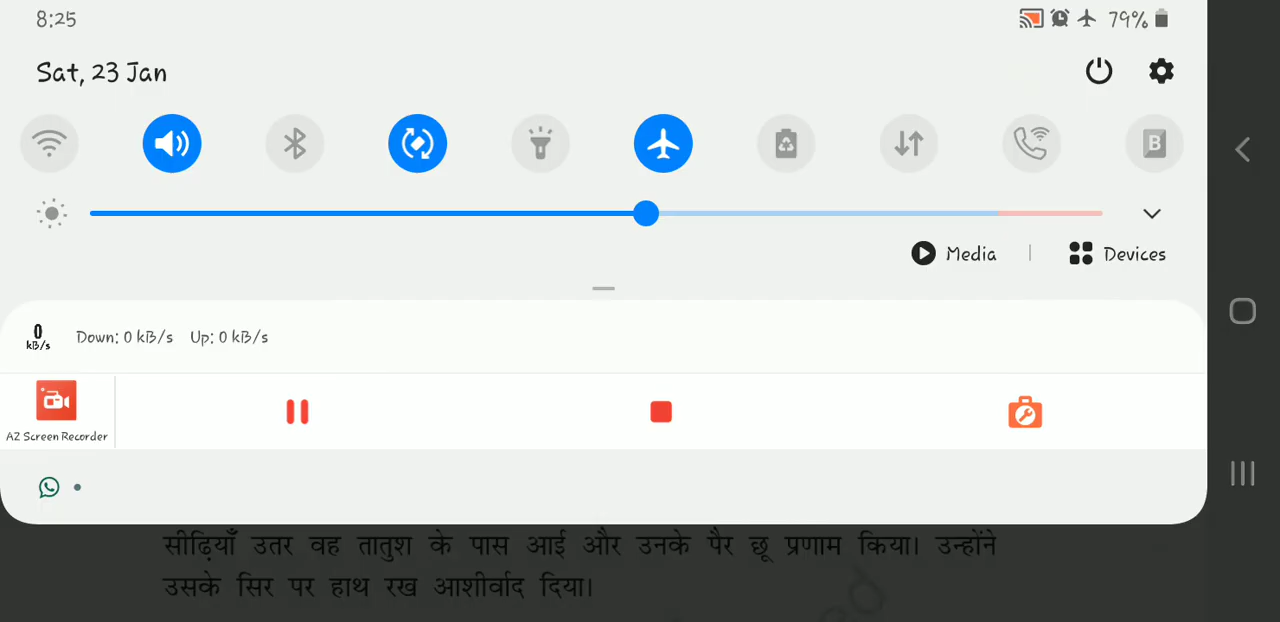 8:25
79%
Sat, 23 Jan
B
Media
Devices
0
kB/s
Down: 0 kB/s Up: 0 kB/s
AZ Screen Recorder
सीढ़ियाँ उतर वह तातुश के पास आई और उनके पैर छू प्रणाम किया। उन्होंने
उसके सिर पर हाथ रख आशीर्वाद दिया।